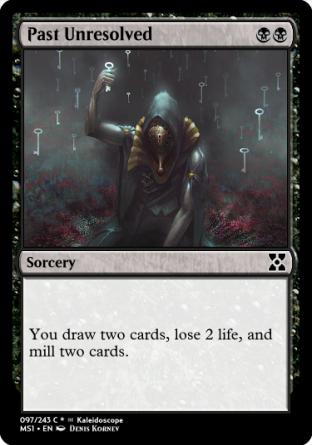 Past Unresolved
Sorcery
You draw two cards, lose 2 life, and
mill two cards.
097/243 C * = Kaleidoscope
MS1 • EN Denis Kornev